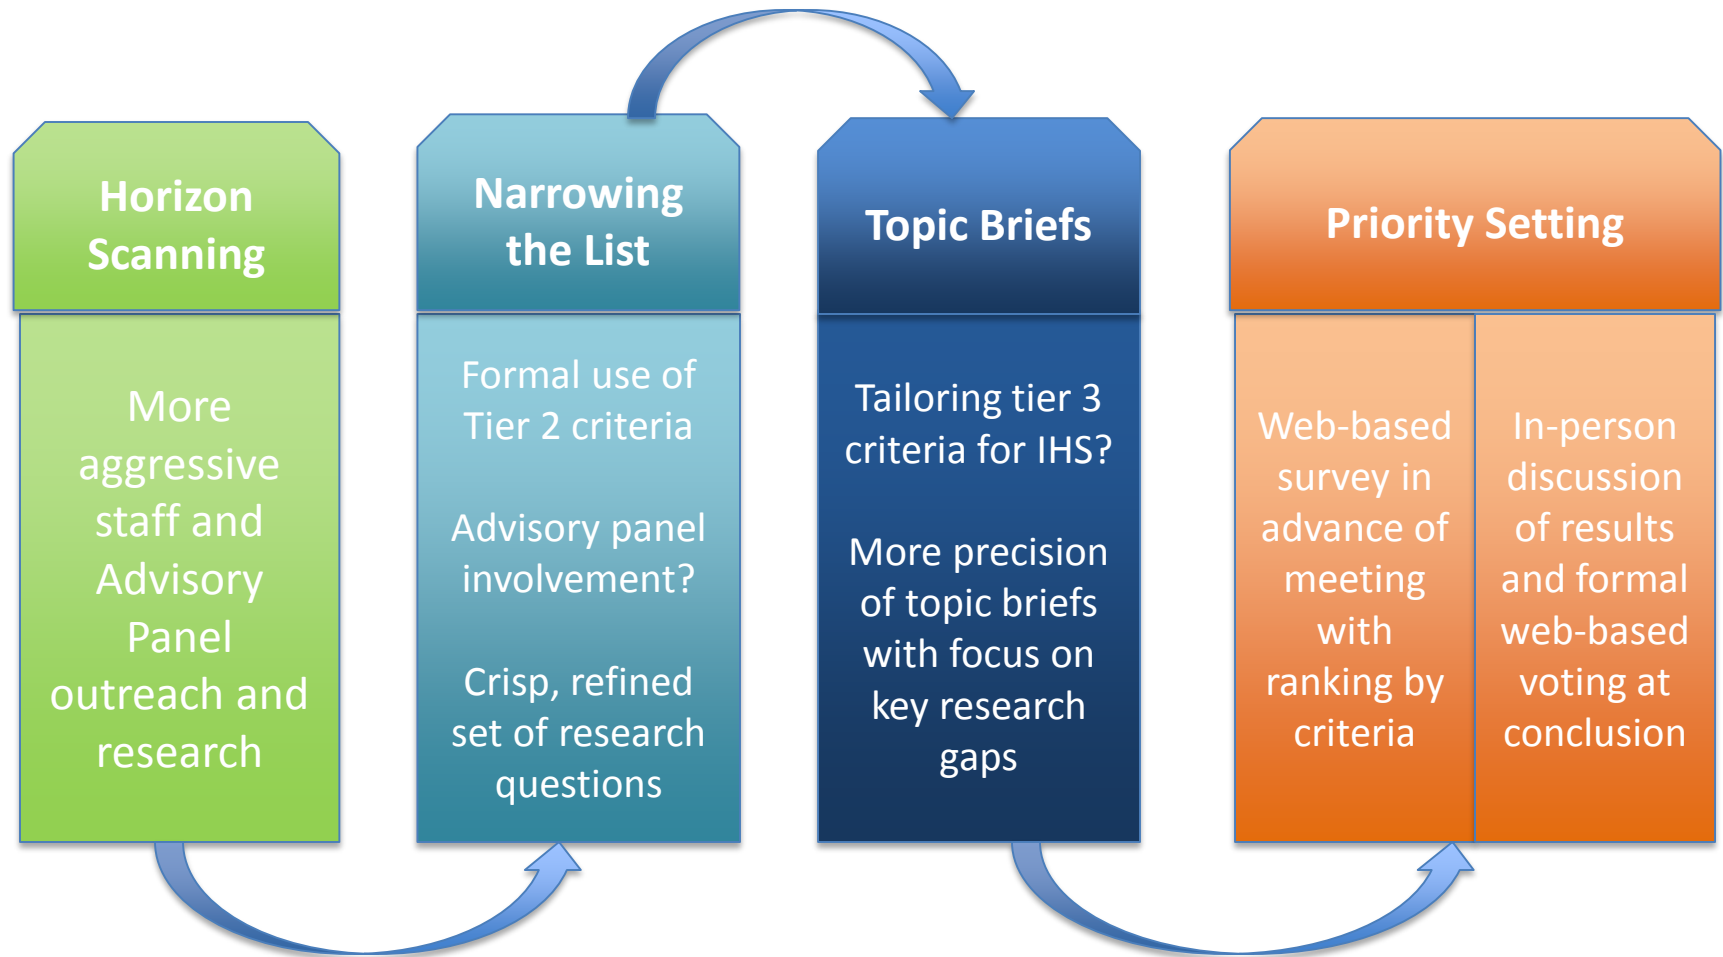 Horizon
Scanning
More
aggressive
staff and
Advisory
Panel
outreach and
research
Narrowing
the List
Formal use of
Tier 2 criteria
Advisory panel
involvement?
Crisp, refined
set of research
questions
Topic Briefs
Tailoring tier 3
criteria for IHS?
More precision
of topic briefs
with focus on
key research
gaps
Priority Setting
Web-based
survey in
advance of
meeting
with
ranking by
criteria
In-person
discussion
of results
and formal
web-based
voting at
conclusion